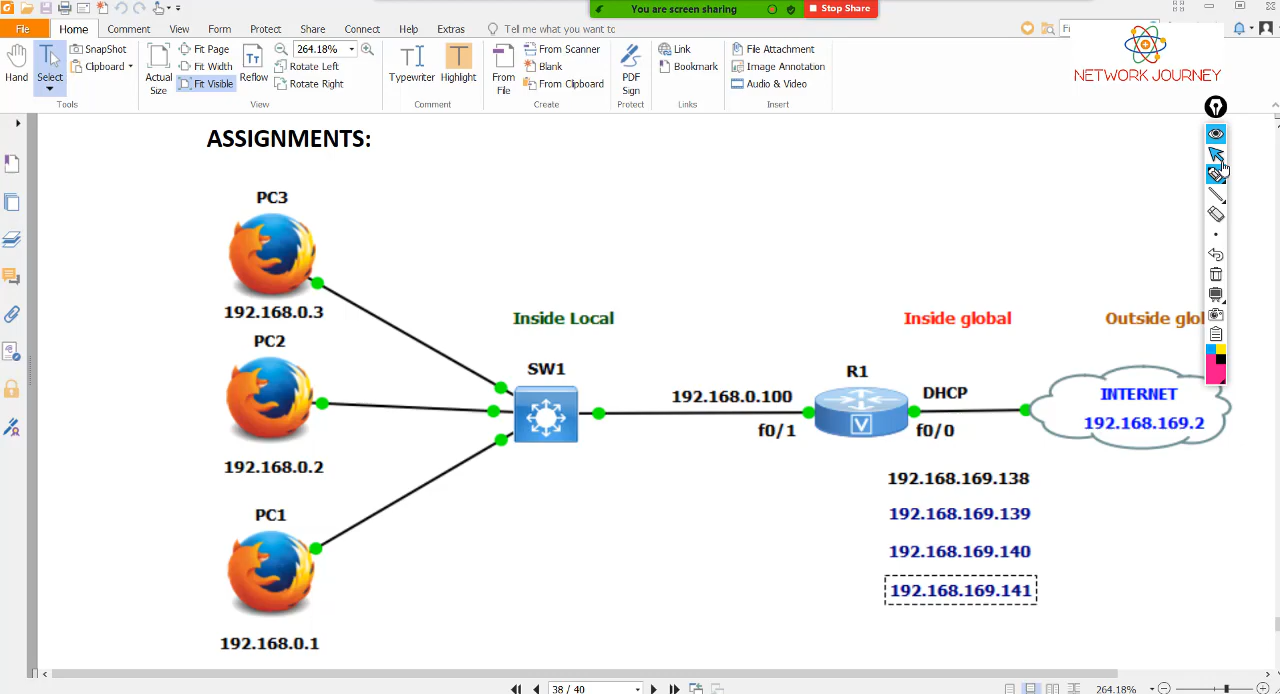 You are screen sharing
Stop Share
File
Home
Comment
View
Form
Protect
Share
Connect
Help
Extras
Tell me what you want to
Fi
NETWORK JOURNEY
Hand
Select
SnapShot
Clipboard
Actual Size
Fit Page
Fit Width
Fit Visible
Reflow
264.18%
Rotate Left
Rotate Right
Typewriter
Highlight
From File
From Scanner
Blank
From Clipboard
PDF Sign
Link
Bookmark
File Attachment
Image Annotation
Audio & Video
Tools
View
Comment
Create
Protect
Links
Insert
ASSIGNMENTS:
PC3
192.168.0.3
PC2
192.168.0.2
PC1
192.168.0.1
Inside Local
SW1
192.168.0.100
f0/1
R1
Inside global
DHCP
f0/0
Outside glo
INTERNET
192.168.169.2
192.168.169.138
192.168.169.139
192.168.169.140
192.168.169.141
38 / 40
264.18%